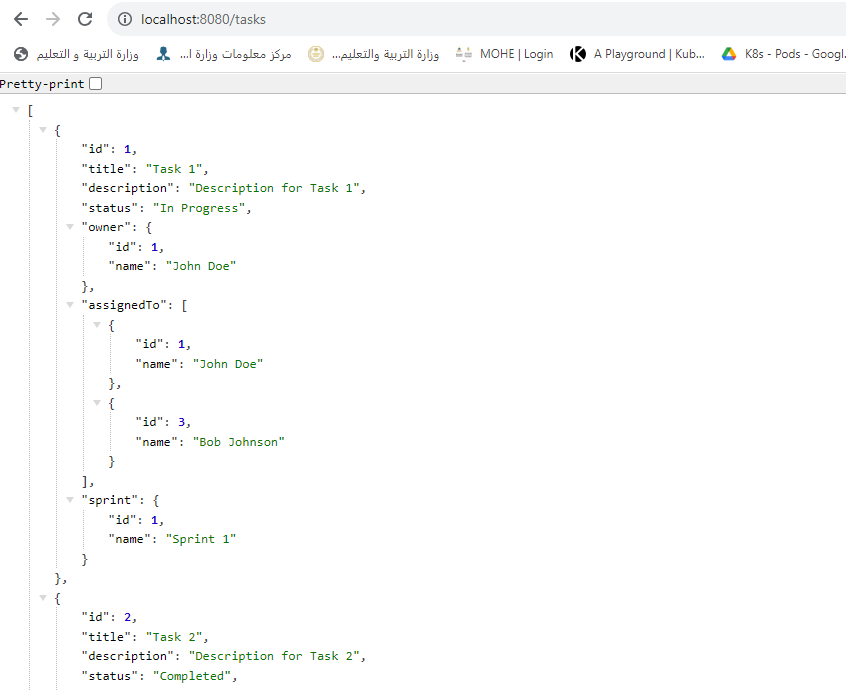 localhost:8080/tasks
وزارة التربية و التعليم
مركز معلومات وزارة ا...
وزارة التربية والتعليم...
MOHE | Login
A Playground | Kub...
K8s - Pods - Googl.
Pretty-print
[
{
"id": 1,
"title": "Task 1",
"description": "Description for Task 1",
"status": "In Progress",
"owner": {
"id": 1,
"name": "John Doe"
},
"assignedTo": [
{
"id": 1,
"name": "John Doe"
},
{
"id": 3,
"name": "Bob Johnson"
}
],
"sprint": {
"id": 1,
"name": "Sprint 1"
}
},
{
"id": 2,
"title": "Task 2",
"description": "Description for Task 2",
"status": "Completed",